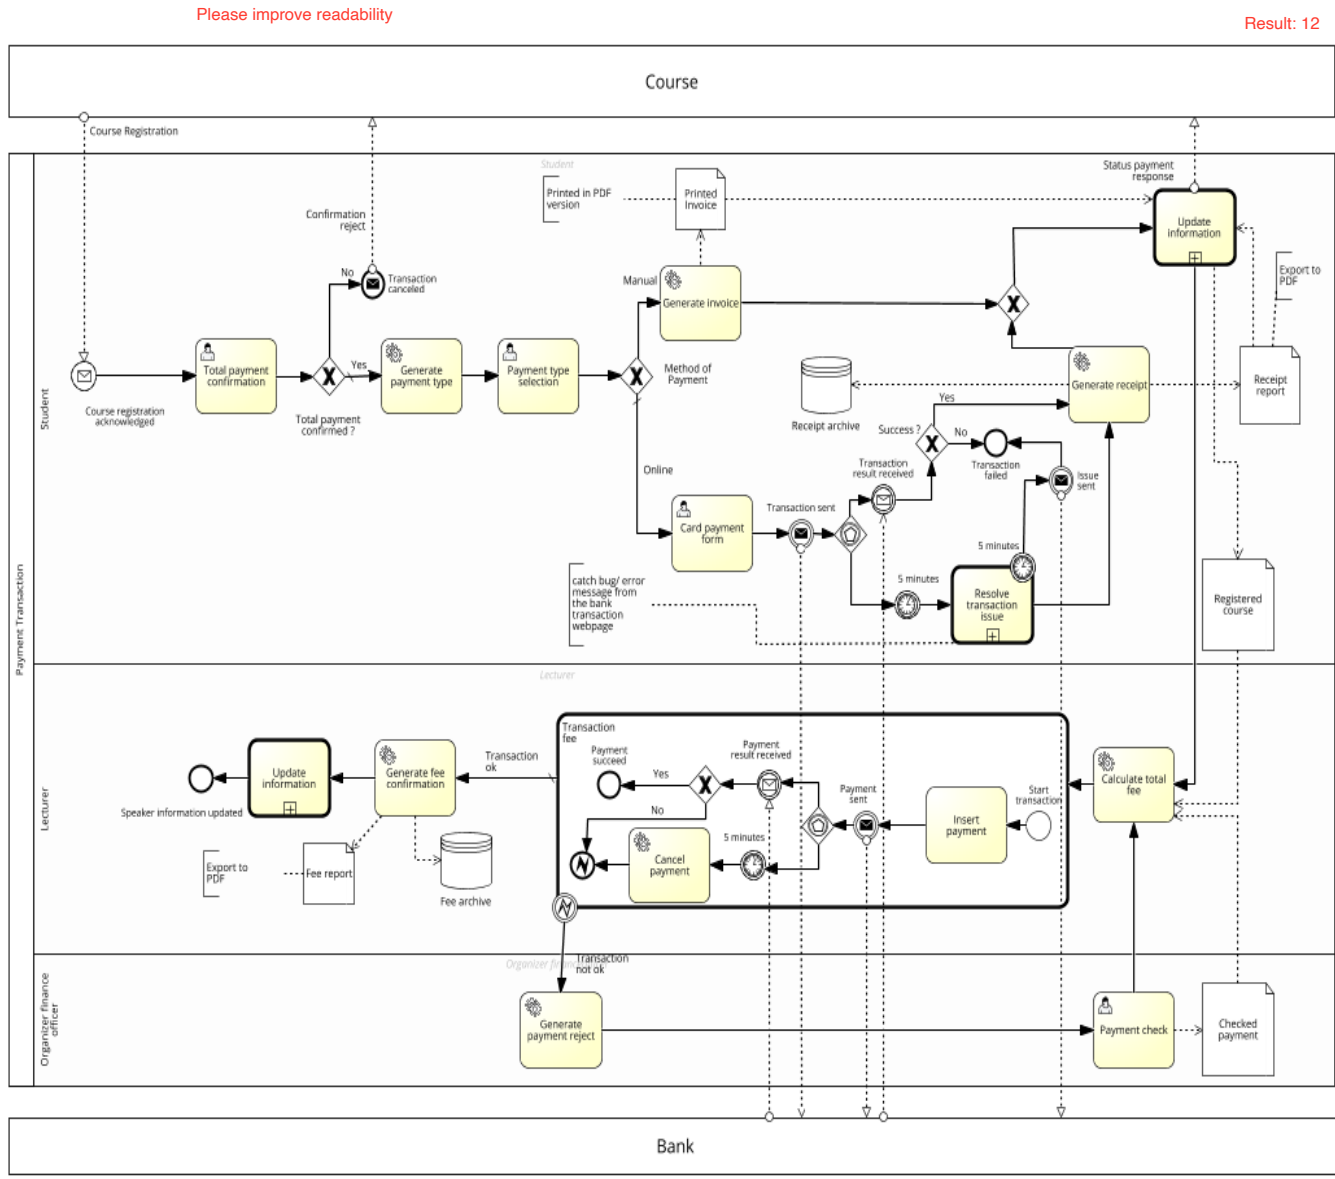 Please improve readability
Result: 12
Course
Course Registration
Payment Transaction
Student
Student
Status payment
response
Printed in PDF
version
Printed
Invoice
Update
information
Confirmation
reject
No
Transaction
canceled
Manual
Generate invoice
Export to
PDF
Total payment
confirmation
Yes
Generate
payment type
Payment type
selection
Method of
Payment
Generate receipt
Receipt
report
Course registration
acknowledged
Total payment
confirmed ?
Receipt archive
Yes
Success ?
No
Transaction
failed
Transaction
result received
Issue
sent
Online
Card payment
form
Transaction sent
5 minutes
5 minutes
catch bug/ error
message from
the bank
transaction
webpage
Resolve
transaction
issue
Registered
course
Lecturer
Lecturer
Transaction
fee
Payment
succeed
Payment
result received
Yes
No
Payment
sent
Start
transaction
Insert
payment
5 minutes
Cancel
payment
Calculate total
fee
Transaction
ok
Generate fee
confirmation
Update
information
Speaker information updated
Export to
PDF
Fee report
Fee archive
Organizer finance
officer
Transaction
not ok
Generate
payment reject
Payment check
Checked
payment
Bank